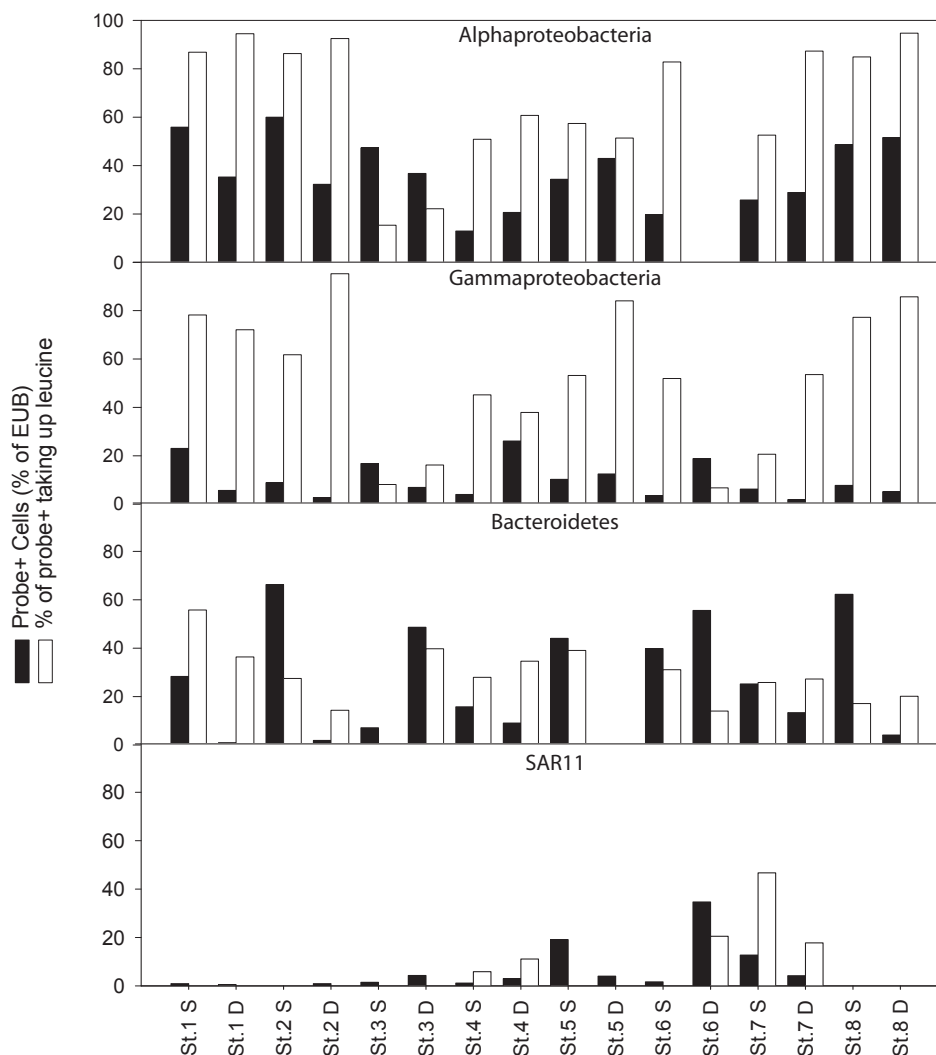 100
80
60
40
20
0
Alphaproteobacteria
80
60
40
20
0
Gammaproteobacteria
80
60
40
20
0
Bacteroidetes
80
60
40
20
0
SAR11
Probe+ Cells (% of EUB)
% of probe+ taking up leucine
St.1 S
St.1 D
St.2 S
St.2 D
St.3 S
St.3 D
St.4 S
St.4 D
St.5 S
St.5 D
St.6 S
St.6 D
St.7 S
St.7 D
St.8 S
St.8 D